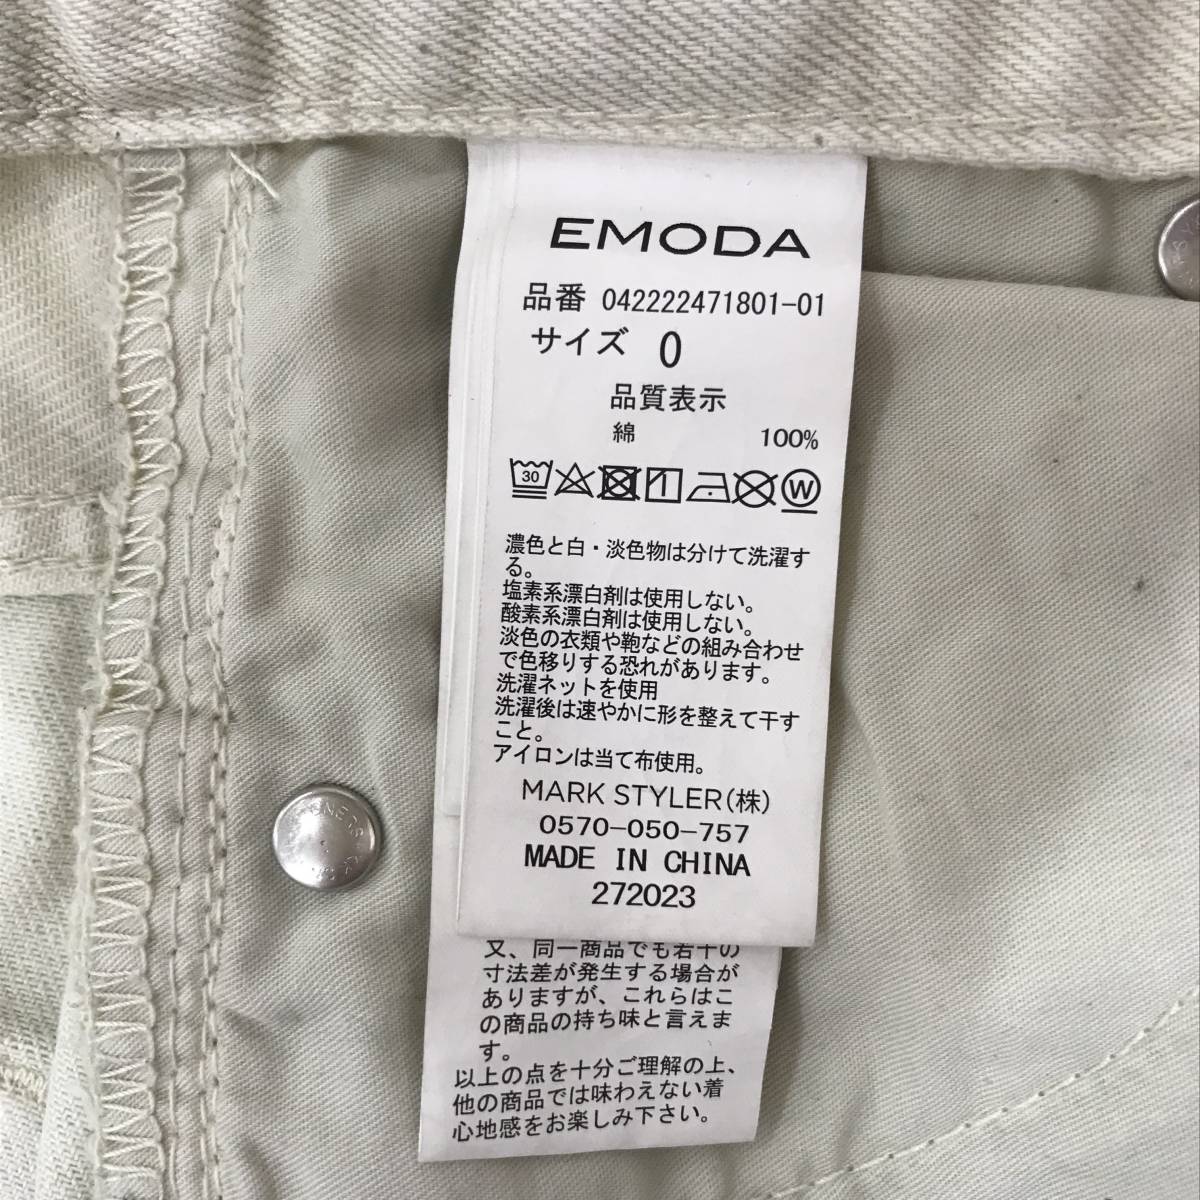 EMODA
品番 042222471801-01
サイズ 0
品質表示
綿 100%
30
W
濃色と白・淡色物は分けて洗濯す
る。
塩素系漂白剤は使用しない。
酸素系漂白剤は使用しない。
淡色の衣類や鞄などの組み合わせ
で色移りする恐れがあります。
洗濯ネットを使用
洗濯後は速やかに形を整えて干す
こと。
アイロンは当て布使用。
MARK STYLER(株)
0570-050-757
MADE IN CHINA
272023
又、同一商品でも若干の
寸法差が発生する場合が
ありますが、これらはこ
の商品の持ち味と言えま
す。
以上の点を十分ご理解の上、
他の商品では味わえない着
心地感をお楽しみ下さい。